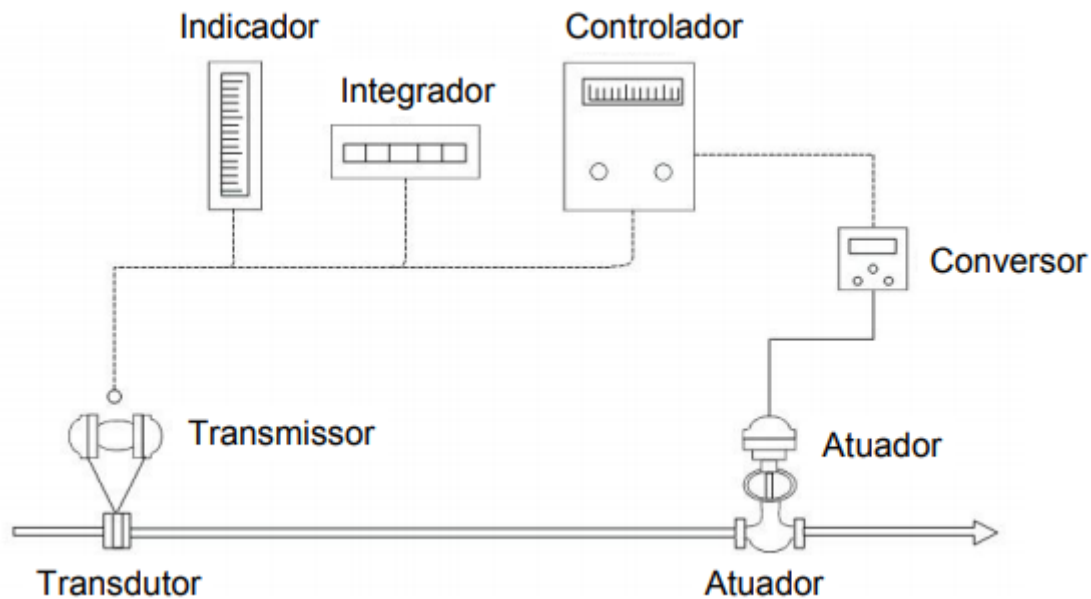 Indicador
Controlador
Integrador
Conversor
Transmissor
Atuador
Transdutor
Atuador